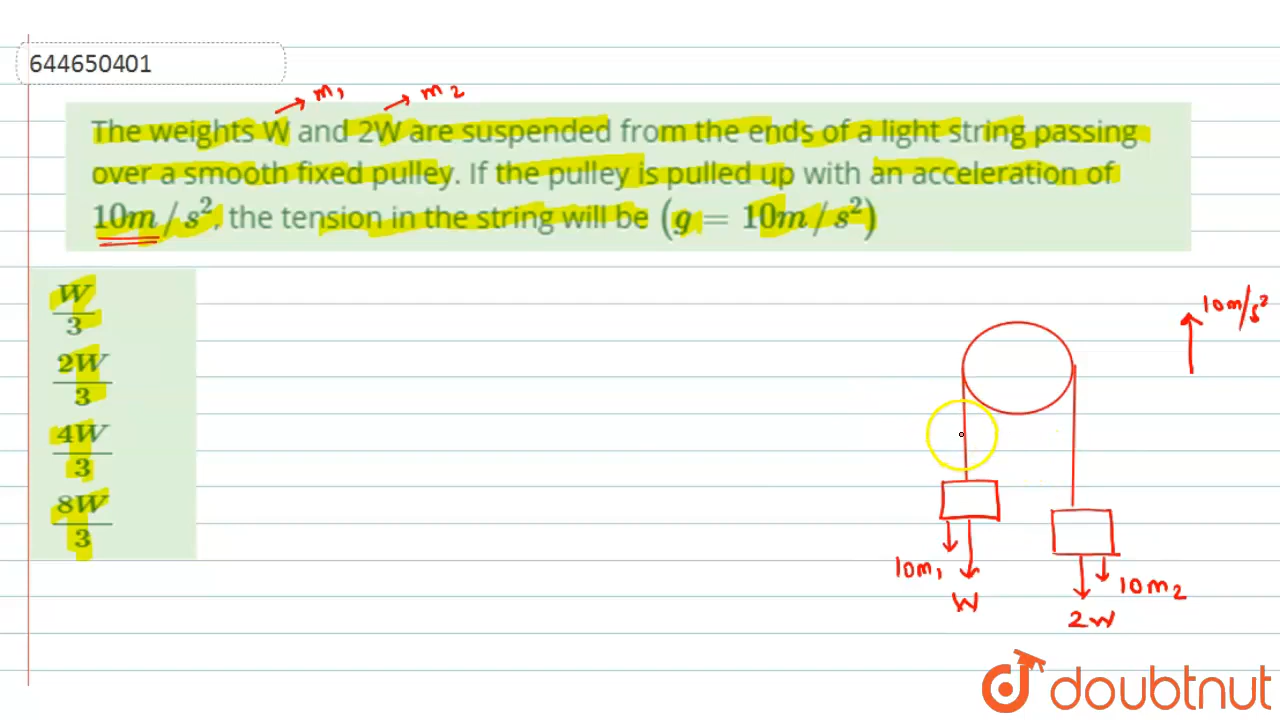 644650401
m1 m2
The weights W and 2W are suspended from the ends of a light string passing
over a smooth fixed pulley. If the pulley is pulled up with an acceleration of
10m/s², the tension in the string will be (g = 10m/s²)
W/3
2W/3
4W/3
8W/3
10m/s²
10m1
W
10m2
2W
doubtnut